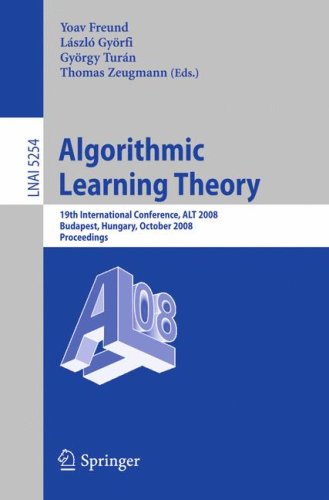 Yoav Freund
László Györfi
György Turán
Thomas Zeugmann (Eds.)
LNAI 5254
Algorithmic
Learning Theory
19th International Conference, ALT 2008
Budapest, Hungary, October 2008
Proceedings
ALT08
Springer